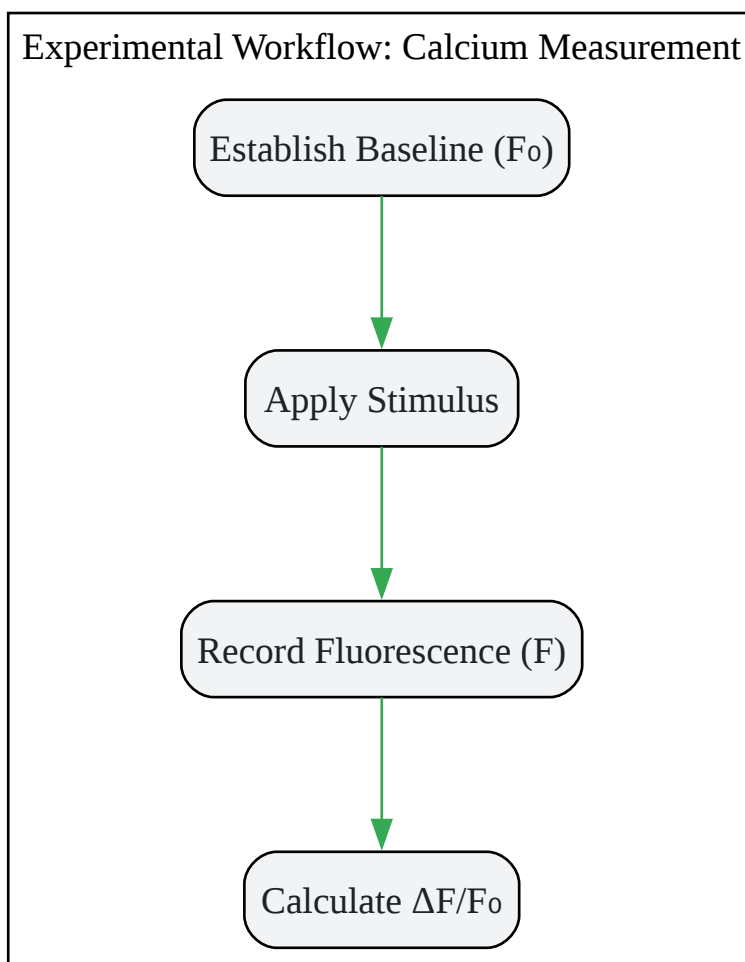 Experimental Workflow: Calcium Measurement
Establish Baseline (F₀)
Apply Stimulus
Record Fluorescence (F)
Calculate ΔF/F₀